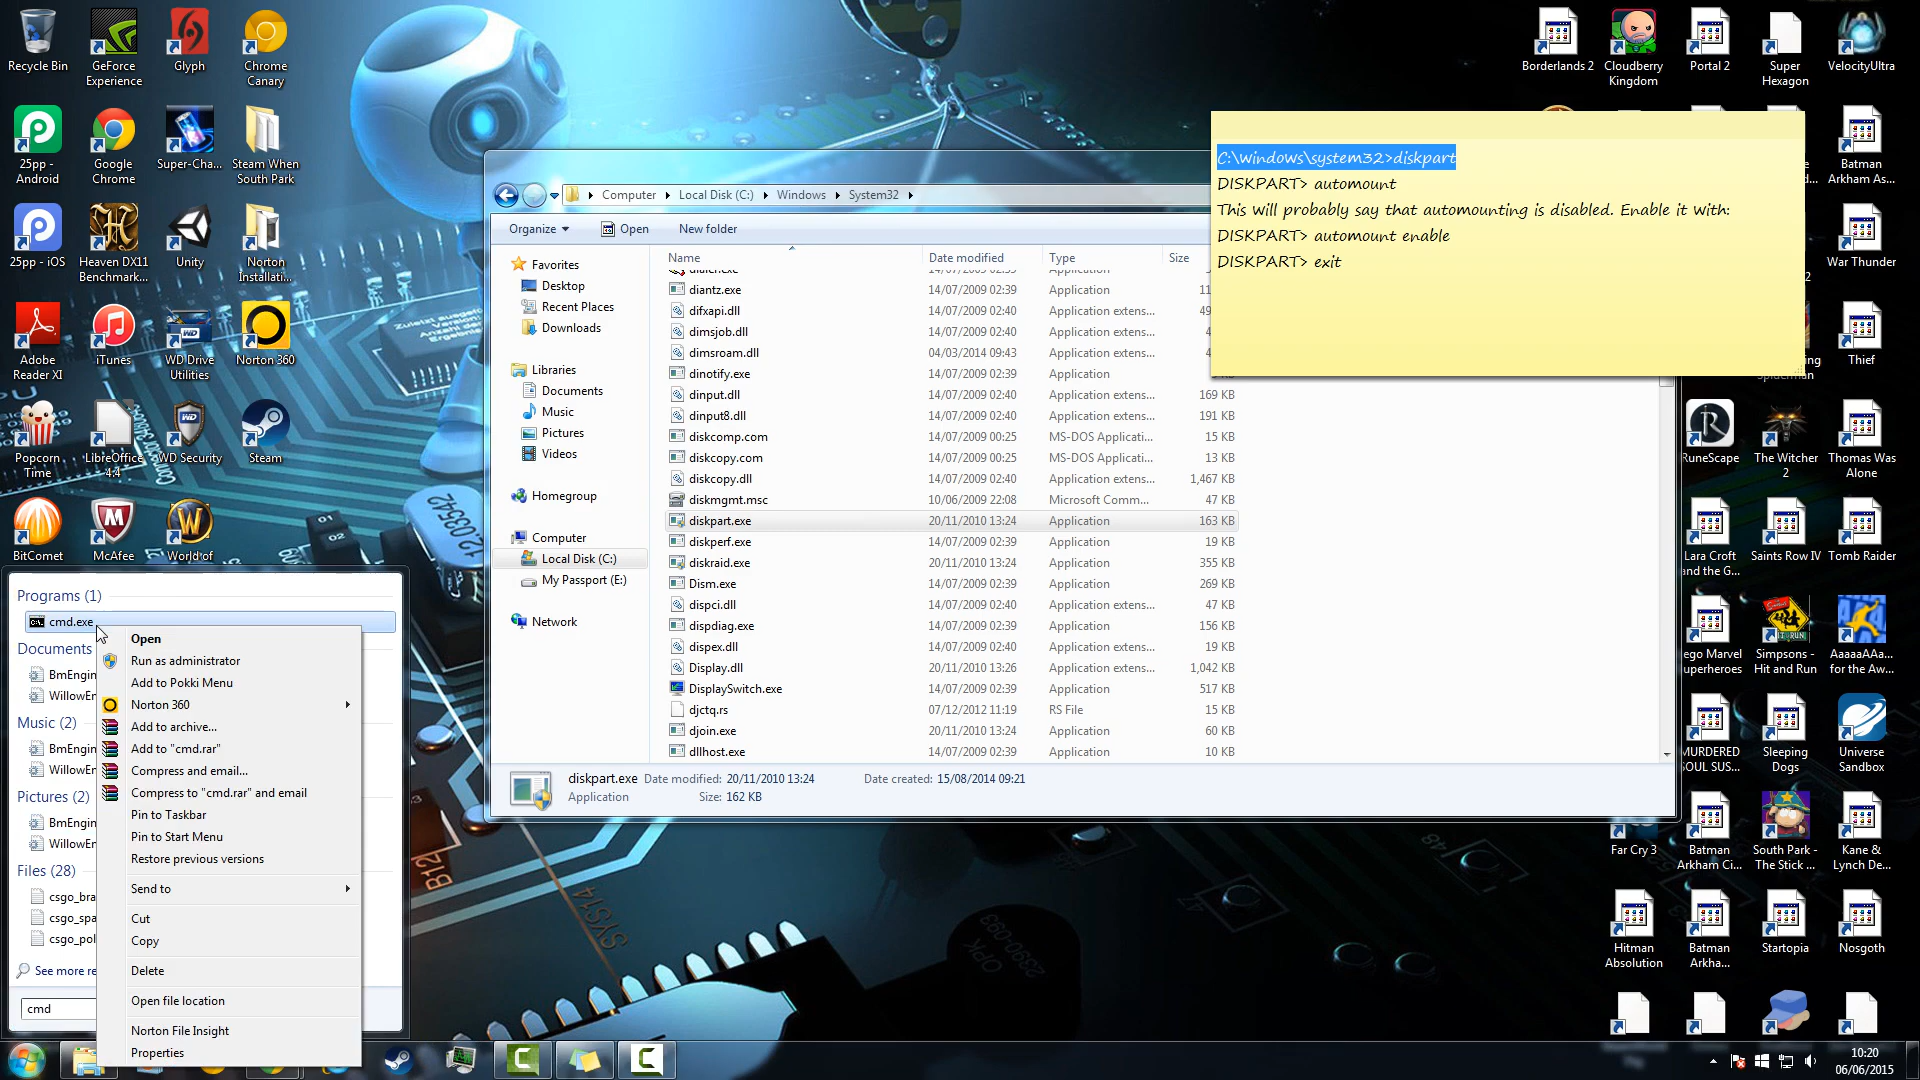 Recycle Bin
GeForce Experience
Glyph
Chrome Canary
25pp - Android
Google Chrome
Super-Cha...
Steam When South Park
25pp - iOS
Heaven DX11 Benchmark...
Unity
Norton Installati...
Adobe Reader XI
iTunes
WD Drive Utilities
Norton 360
Popcorn Time
LibreOffice 4.4
WD Security
Steam
BitComet
McAfee
World of
Programs (1)
cmd.exe
Documents
BmEngin
WillowEn
Music (2)
BmEngin
WillowEn
Pictures (2)
BmEngin
WillowEn
Files (28)
csgo_bra
csgo_spa
csgo_pol
See more re
cmd
Open
Run as administrator
Add to Pokki Menu
Norton 360
Add to archive...
Add to "cmd.rar"
Compress and email...
Compress to "cmd.rar" and email
Pin to Taskbar
Pin to Start Menu
Restore previous versions
Send to
Cut
Copy
Delete
Open file location
Norton File Insight
Properties
Computer Local Disk (C:) Windows System32
Organize Open New folder
Favorites
Desktop
Recent Places
Downloads
Libraries
Documents
Music
Pictures
Videos
Homegroup
Computer
Local Disk (C:)
My Passport (E:)
Network
Name Date modified Type Size
diantz.exe 14/07/2009 02:39 Application
difxapi.dll 14/07/2009 02:40 Application extens...
dimsjob.dll 14/07/2009 02:40 Application extens...
dimsroam.dll 04/03/2014 09:43 Application extens...
dinotify.exe 14/07/2009 02:39 Application
dinput.dll 14/07/2009 02:40 Application extens... 169 KB
dinput8.dll 14/07/2009 02:40 Application extens... 191 KB
diskcomp.com 14/07/2009 00:25 MS-DOS Applicati... 15 KB
diskcopy.com 14/07/2009 00:25 MS-DOS Applicati... 13 KB
diskcopy.dll 14/07/2009 02:40 Application extens... 1,467 KB
diskmgmt.msc 10/06/2009 22:08 Microsoft Comm... 47 KB
diskpart.exe 20/11/2010 13:24 Application 163 KB
diskperf.exe 14/07/2009 02:39 Application 19 KB
diskraid.exe 20/11/2010 13:24 Application 355 KB
Dism.exe 14/07/2009 02:39 Application 269 KB
dispci.dll 14/07/2009 02:40 Application extens... 47 KB
dispdiag.exe 14/07/2009 02:39 Application 156 KB
dispex.dll 14/07/2009 02:40 Application extens... 19 KB
Display.dll 20/11/2010 13:26 Application extens... 1,042 KB
DisplaySwitch.exe 14/07/2009 02:39 Application 517 KB
djctq.rs 07/12/2012 11:19 RS File 15 KB
djoin.exe 20/11/2010 13:24 Application 60 KB
dllhost.exe 14/07/2009 02:39 Application 10 KB
diskpart.exe Date modified: 20/11/2010 13:24 Date created: 15/08/2014 09:21
Application Size: 162 KB
C:\Windows\system32>diskpart
DISKPART> automount
This Will probably say that automounting is disabled. Enable it With:
DISKPART> automount enable
DISKPART> exit
Borderlands 2
Cloudberry Kingdom
Portal 2
Super Hexagon
VelocityUltra
Batman Arkham As...
War Thunder
Thief
RuneScape
The Witcher 2
Thomas Was Alone
Lara Croft and the G...
Saints Row IV
Tomb Raider
ego Marvel uperheroes
Simpsons - Hit and Run
AaaaaAAa... for the Aw...
MURDERED SOUL SUS...
Sleeping Dogs
Universe Sandbox
Far Cry 3
Batman Arkham Ci...
South Park - The Stick ...
Kane & Lynch De...
Hitman Absolution
Batman Arkha...
Startopia
Nosgoth
10:20
06/06/2015